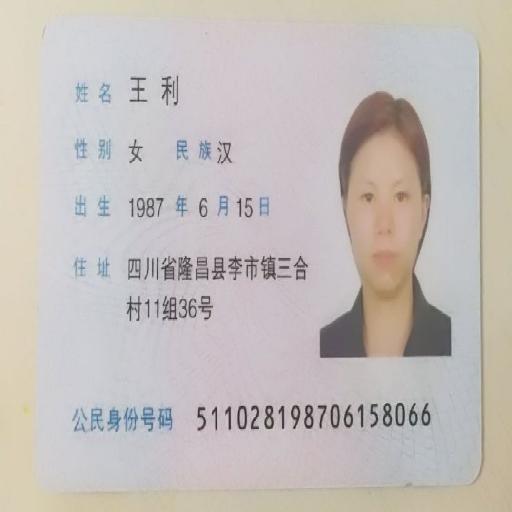 姓名 王利
性别 女 民族 汉
出生 1987 年 6 月 15 日
住址 四川省隆昌县李市镇三合
村11组36号
公民身份号码 511028198706158066